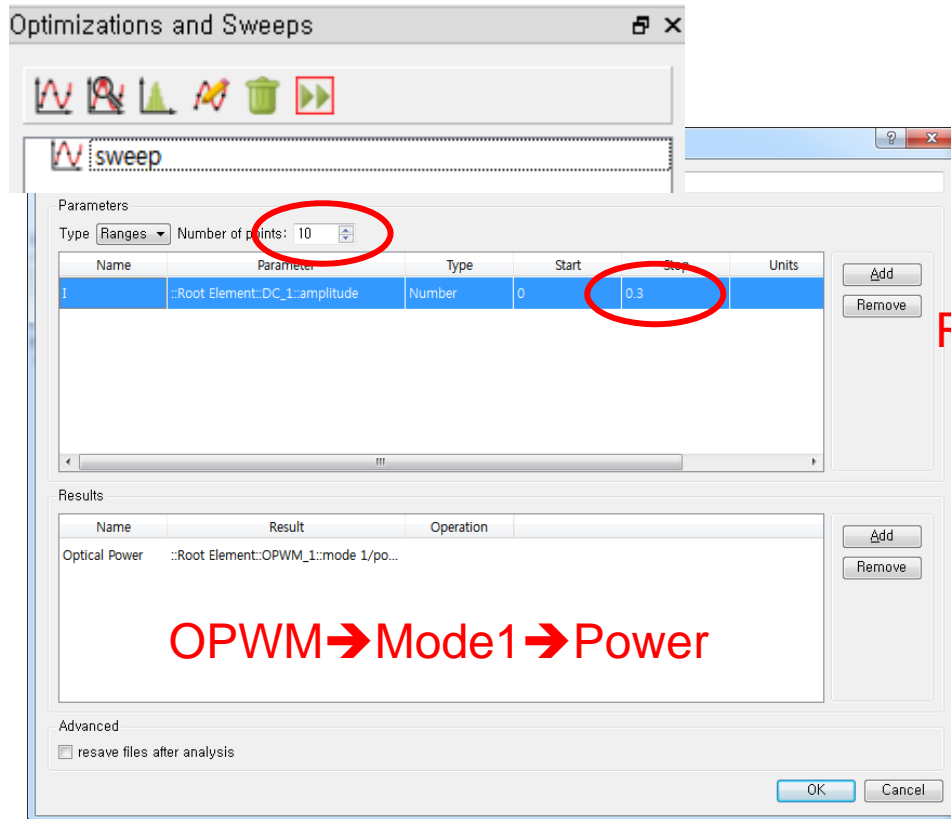 Optimizations and Sweeps
sweep
Parameters
Type Ranges Number of points: 10
Name Parameter Type Start Stop Units
I ::Root Element::DC_1::amplitude Number 0 0.3
Add
Remove
Results
Name Result Operation
Optical Power ::Root Element::OPWM_1::mode 1/po...
Add
Remove
OPWM➔Mode1➔Power
Advanced
resave files after analysis
OK Cancel